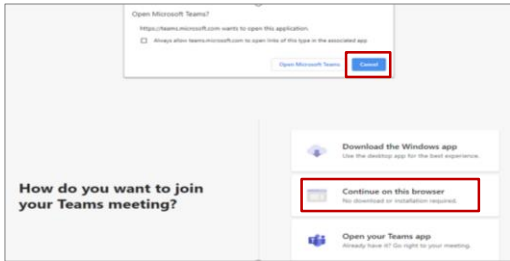 Open Microsoft Teams?
https://teams.microsoft.com wants to open this application.
Always allow teams.microsoft.com to open links of this type in the associated app
Open Microsoft Teams
Cancel
Download the Windows app
Use the desktop app for the best experience.
How do you want to join
your Teams meeting?
Continue on this browser
No download or installation required.
Open your Teams app
Already have it? Go right to your meeting.